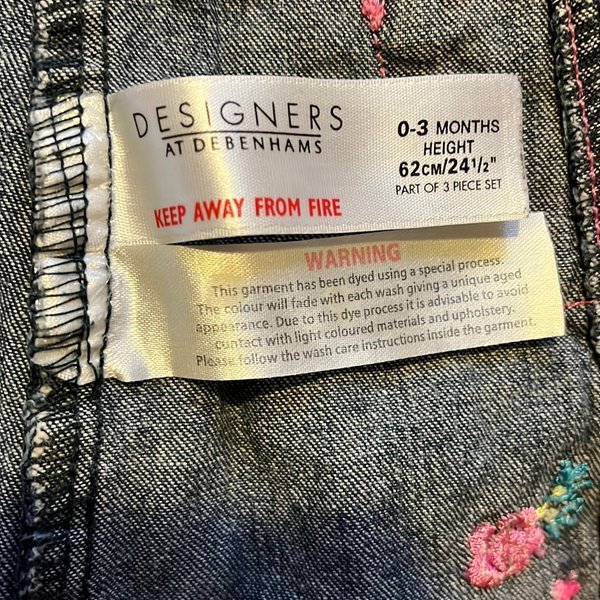 DESIGNERS
AT DEBENHAMS
KEEP AWAY FROM FIRE
0-3 MONTHS
HEIGHT
62CM/24 1/2"
PART OF 3 PIECE SET
WARNING
This garment has been dyed using a special process.
The colour will fade with each wash giving a unique aged
appearance. Due to this dye process it is advisable to avoid
contact with light coloured materials and upholstery.
Please follow the wash care instructions inside the garment.